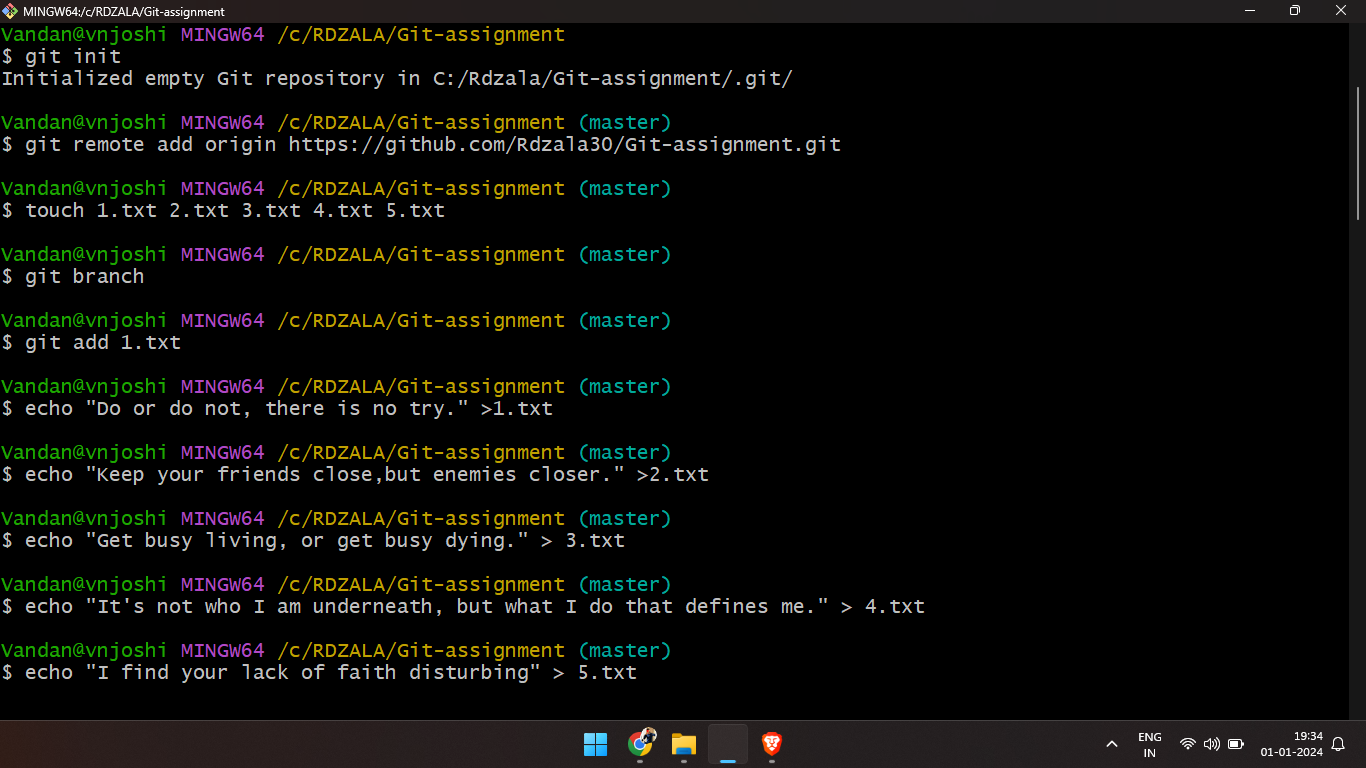 MINGW64:/c/RDZALA/Git-assignment
Vandan@vnjoshi MINGW64 /c/RDZALA/Git-assignment
$ git init
Initialized empty Git repository in C:/Rdzala/Git-assignment/.git/
Vandan@vnjoshi MINGW64 /c/RDZALA/Git-assignment (master)
$ git remote add origin https://github.com/Rdzala30/Git-assignment.git
Vandan@vnjoshi MINGW64 /c/RDZALA/Git-assignment (master)
$ touch 1.txt 2.txt 3.txt 4.txt 5.txt
Vandan@vnjoshi MINGW64 /c/RDZALA/Git-assignment (master)
$ git branch
Vandan@vnjoshi MINGW64 /c/RDZALA/Git-assignment (master)
$ git add 1.txt
Vandan@vnjoshi MINGW64 /c/RDZALA/Git-assignment (master)
$ echo "Do or do not, there is no try." >1.txt
Vandan@vnjoshi MINGW64 /c/RDZALA/Git-assignment (master)
$ echo "Keep your friends close,but enemies closer." >2.txt
Vandan@vnjoshi MINGW64 /c/RDZALA/Git-assignment (master)
$ echo "Get busy living, or get busy dying." > 3.txt
Vandan@vnjoshi MINGW64 /c/RDZALA/Git-assignment (master)
$ echo "It's not who I am underneath, but what I do that defines me." > 4.txt
Vandan@vnjoshi MINGW64 /c/RDZALA/Git-assignment (master)
$ echo "I find your lack of faith disturbing" > 5.txt
ENG
IN
19:34
01-01-2024